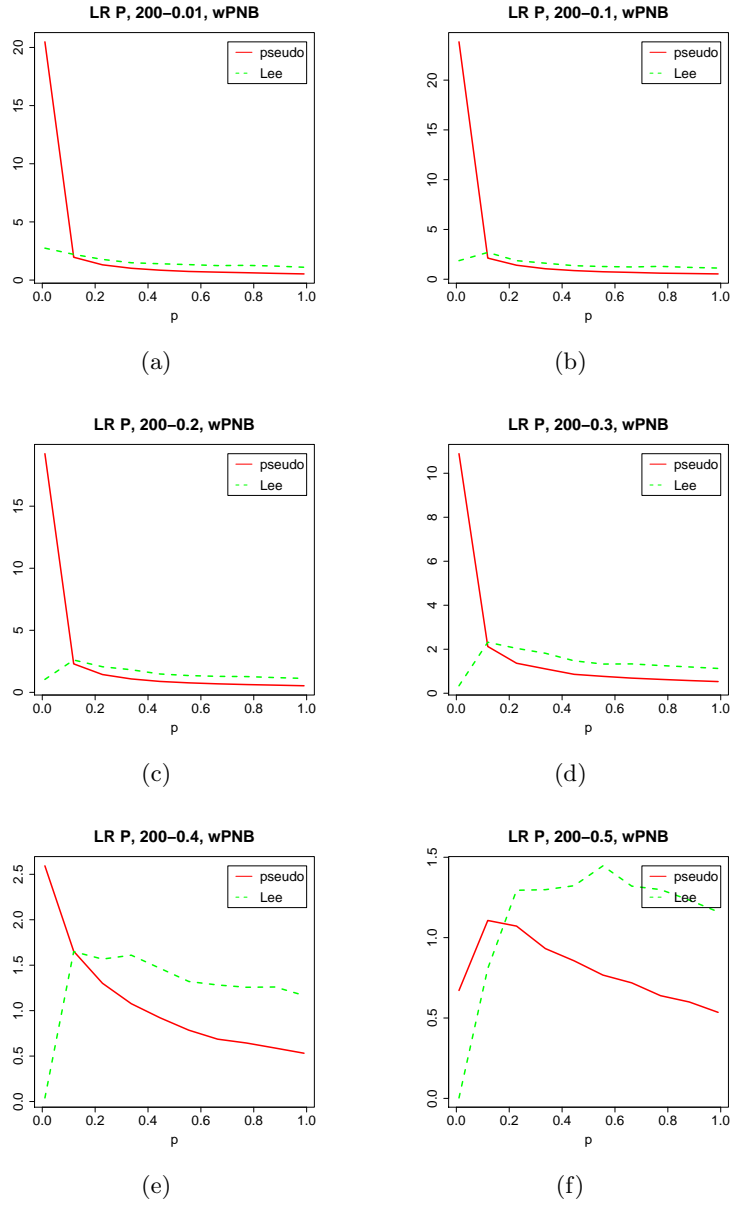 LR P, 200−0.01, wPNB
pseudo
Lee
0
5
10
15
20
0.0 0.2 0.4 0.6 0.8 1.0
p
(a)
LR P, 200−0.1, wPNB
pseudo
Lee
0
5
10
15
20
0.0 0.2 0.4 0.6 0.8 1.0
p
(b)
LR P, 200−0.2, wPNB
pseudo
Lee
0
5
10
15
0.0 0.2 0.4 0.6 0.8 1.0
p
(c)
LR P, 200−0.3, wPNB
pseudo
Lee
0
2
4
6
8
10
0.0 0.2 0.4 0.6 0.8 1.0
p
(d)
LR P, 200−0.4, wPNB
pseudo
Lee
0.0
0.5
1.0
1.5
2.0
2.5
0.0 0.2 0.4 0.6 0.8 1.0
p
(e)
LR P, 200−0.5, wPNB
pseudo
Lee
0.0
0.5
1.0
1.5
0.0 0.2 0.4 0.6 0.8 1.0
p
(f)